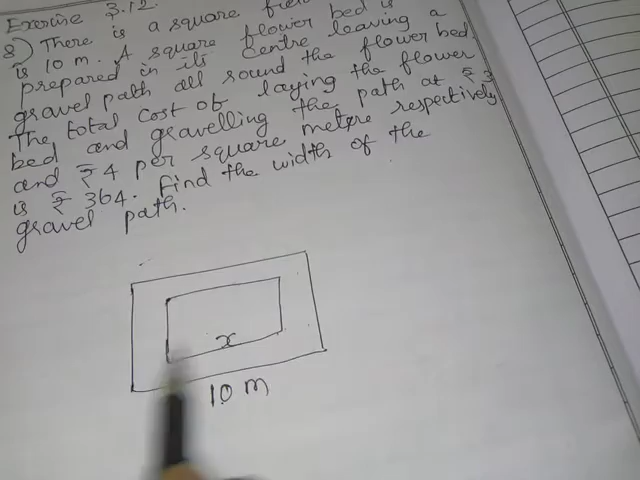 Exercise 3.12
8) There is a square field
is 10 m. A square flower bed is
prepared in its centre leaving a
gravel path all round the flower bed
The total cost of laying the flower
bed and gravelling the path at ₹ 3
and ₹ 4 per square metre respectively
is ₹ 364. Find the width of the
gravel path.
x
10 m